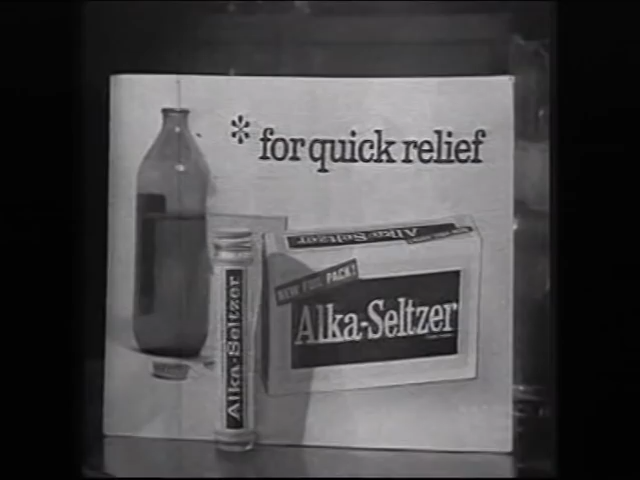 * for quick relief
Alka-Seltzer
NEW FOIL PACK!
Alka-Seltzer
Alka-Seltzer